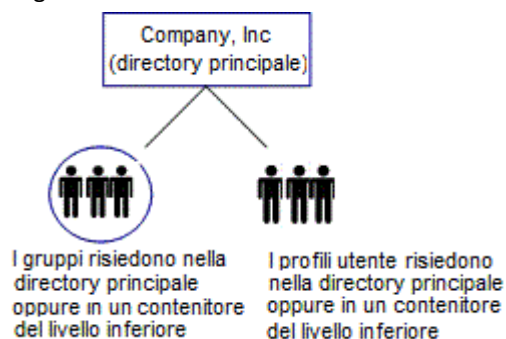 Company, Inc
(directory principale)
I gruppi risiedono nella
directory principale
oppure in un contenitore
del livello inferiore
I profili utente risiedono
nella directory principale
oppure in un contenitore
del livello inferiore